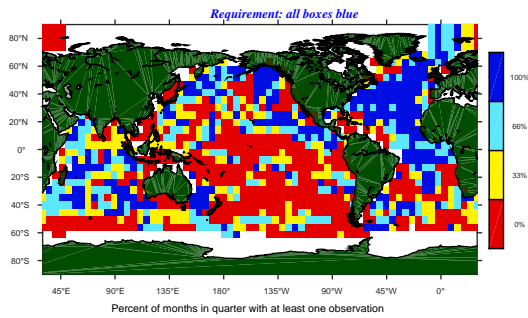 Requirement: all boxes blue
80°N
60°N
40°N
20°N
0°
20°S
40°S
60°S
80°S
100%
66%
33%
0%
45°E 90°E 135°E 180° 135°W 90°W 45°W 0°
Percent of months in quarter with at least one observation